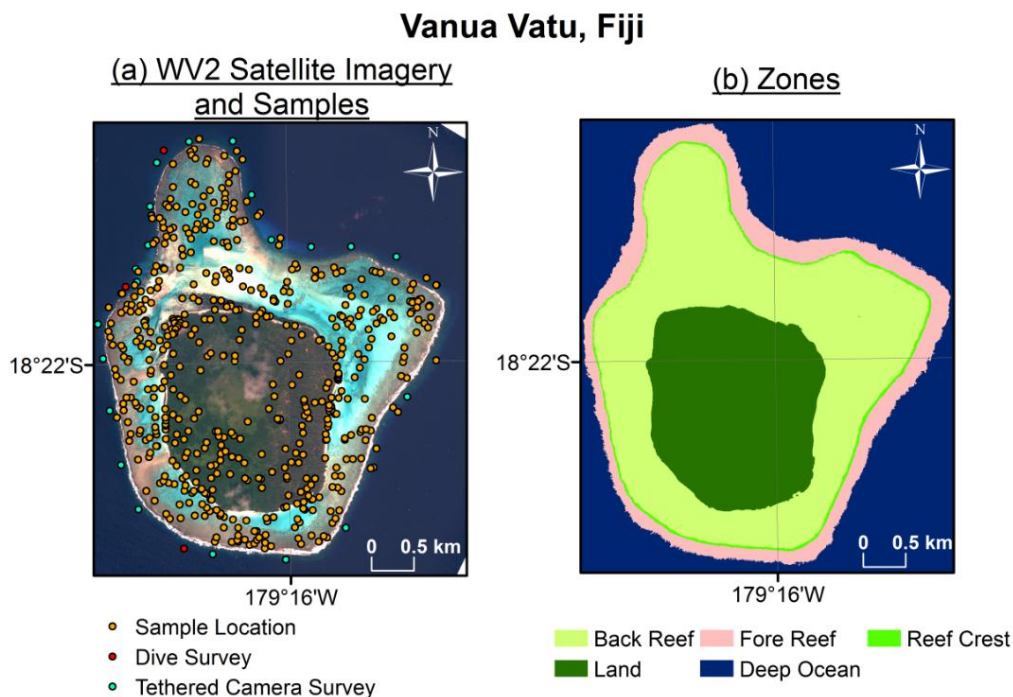 Vanua Vatu, Fiji
(a) WV2 Satellite Imagery
and Samples
(b) Zones
N
N
18°22'S
18°22'S
0 0.5 km
0 0.5 km
179°16'W
179°16'W
Sample Location
Dive Survey
Tethered Camera Survey
Back Reef
Fore Reef
Reef Crest
Land
Deep Ocean